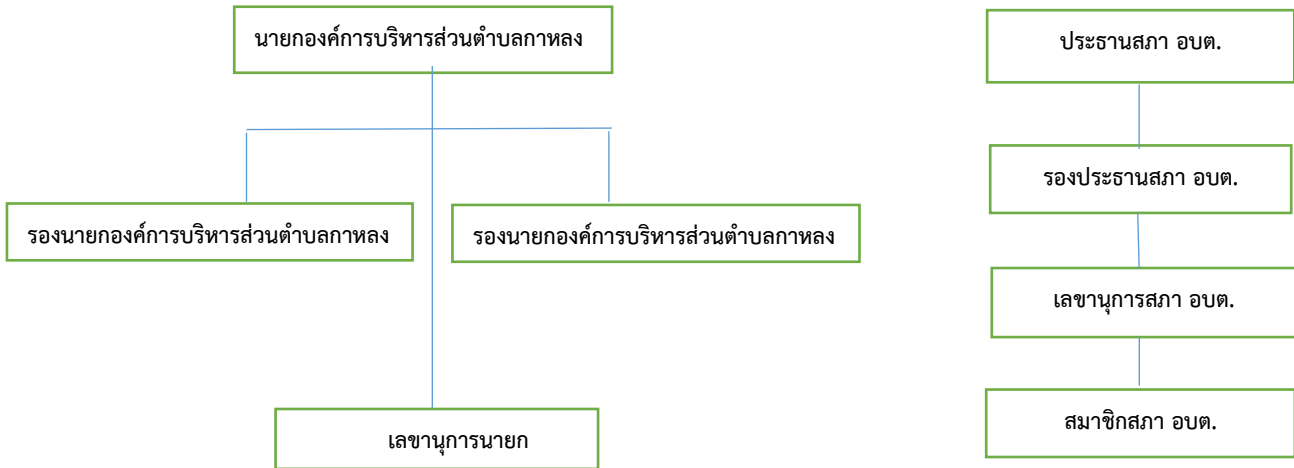 นายกองค์การบริหารส่วนตำบลกาหลง
รองนายกองค์การบริหารส่วนตำบลกาหลง
รองนายกองค์การบริหารส่วนตำบลกาหลง
เลขานุการนายก
ประธานสภา อบต.
รองประธานสภา อบต.
เลขานุการสภา อบต.
สมาชิกสภา อบต.